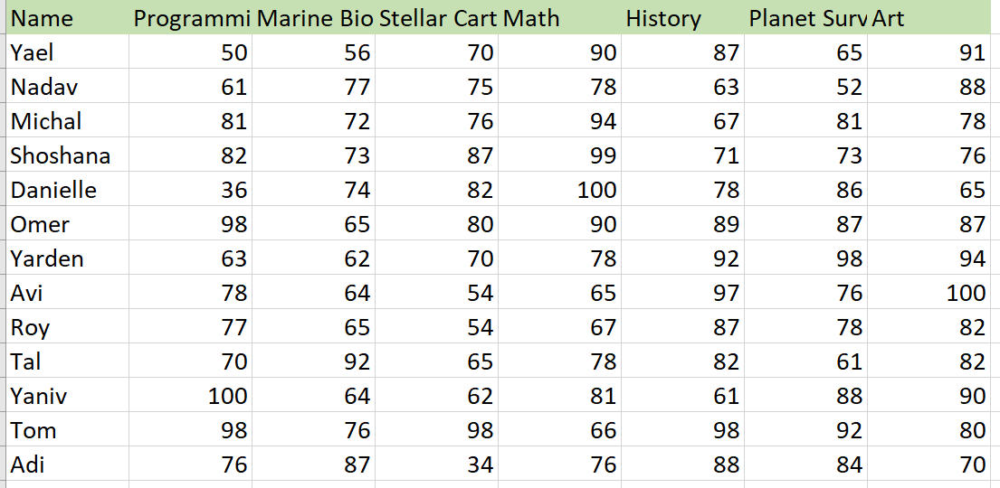 Name Programmi Marine Bio Stellar Cart Math History Planet Surv Art
Yael 50 56 70 90 87 65 91
Nadav 61 77 75 78 63 52 88
Michal 81 72 76 94 67 81 78
Shoshana 82 73 87 99 71 73 76
Danielle 36 74 82 100 78 86 65
Omer 98 65 80 90 89 87 87
Yarden 63 62 70 78 92 98 94
Avi 78 64 54 65 97 76 100
Roy 77 65 54 67 87 78 82
Tal 70 92 65 78 82 61 82
Yaniv 100 64 62 81 61 88 90
Tom 98 76 98 66 98 92 80
Adi 76 87 34 76 88 84 70